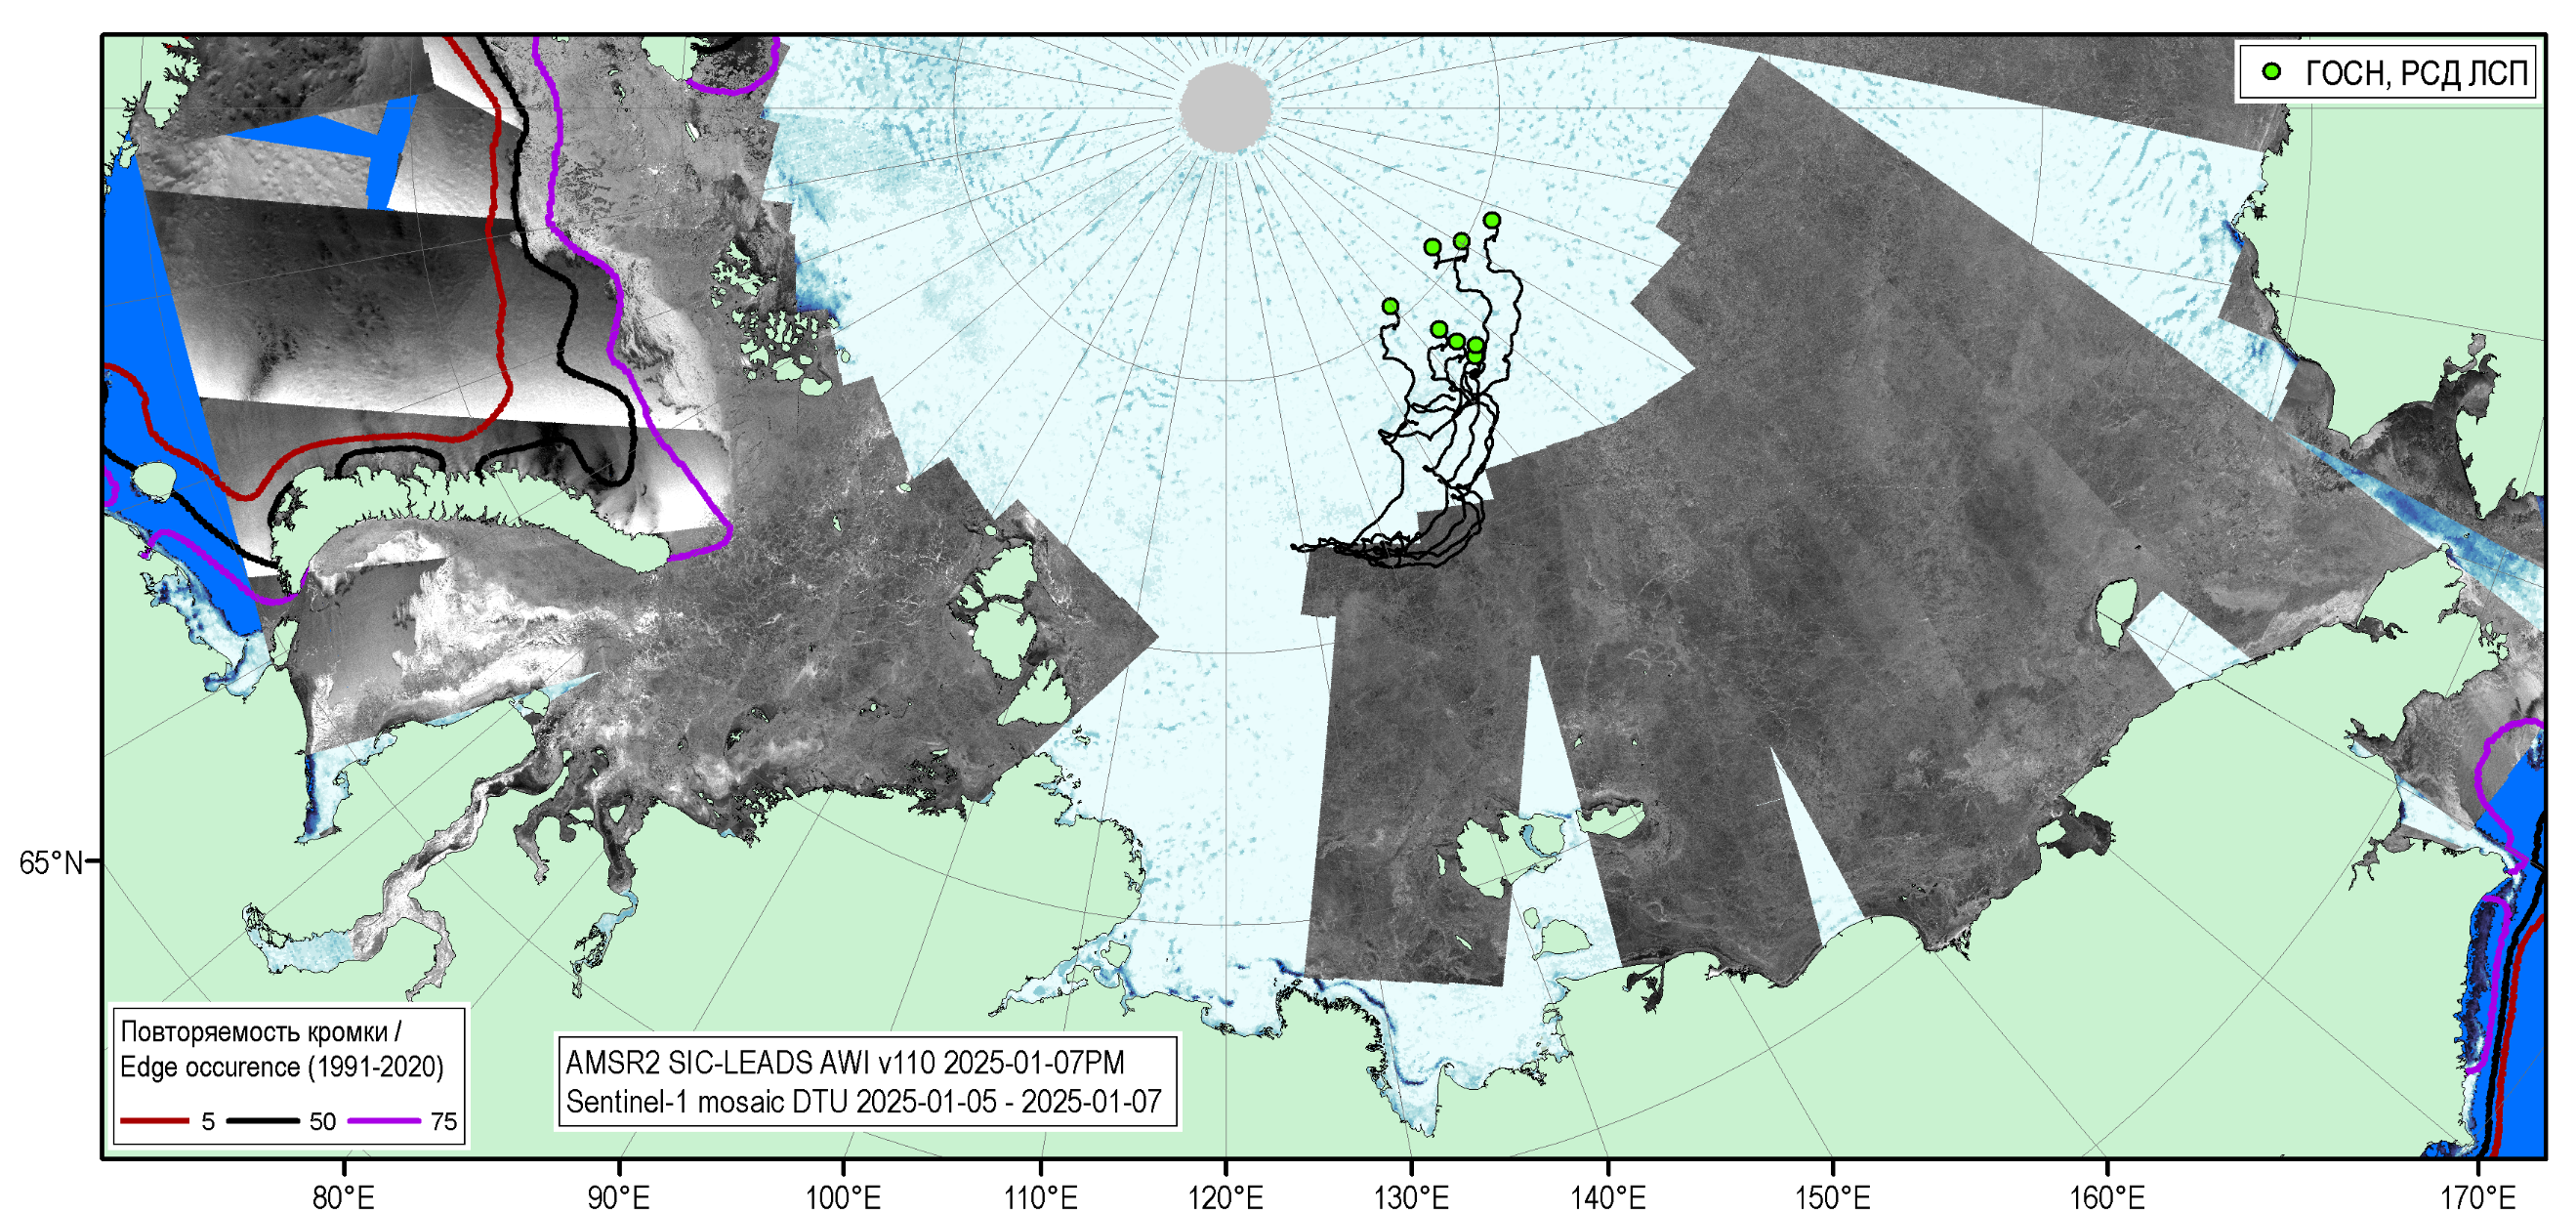 ГОСН, РСД ЛСП
65°N
Повторяемость кромки /
Edge occurence (1991-2020)
5 50 75
AMSR2 SIC-LEADS AWI v110 2025-01-07PM
Sentinel-1 mosaic DTU 2025-01-05 - 2025-01-07
80°E 90°E 100°E 110°E 120°E 130°E 140°E 150°E 160°E 170°E